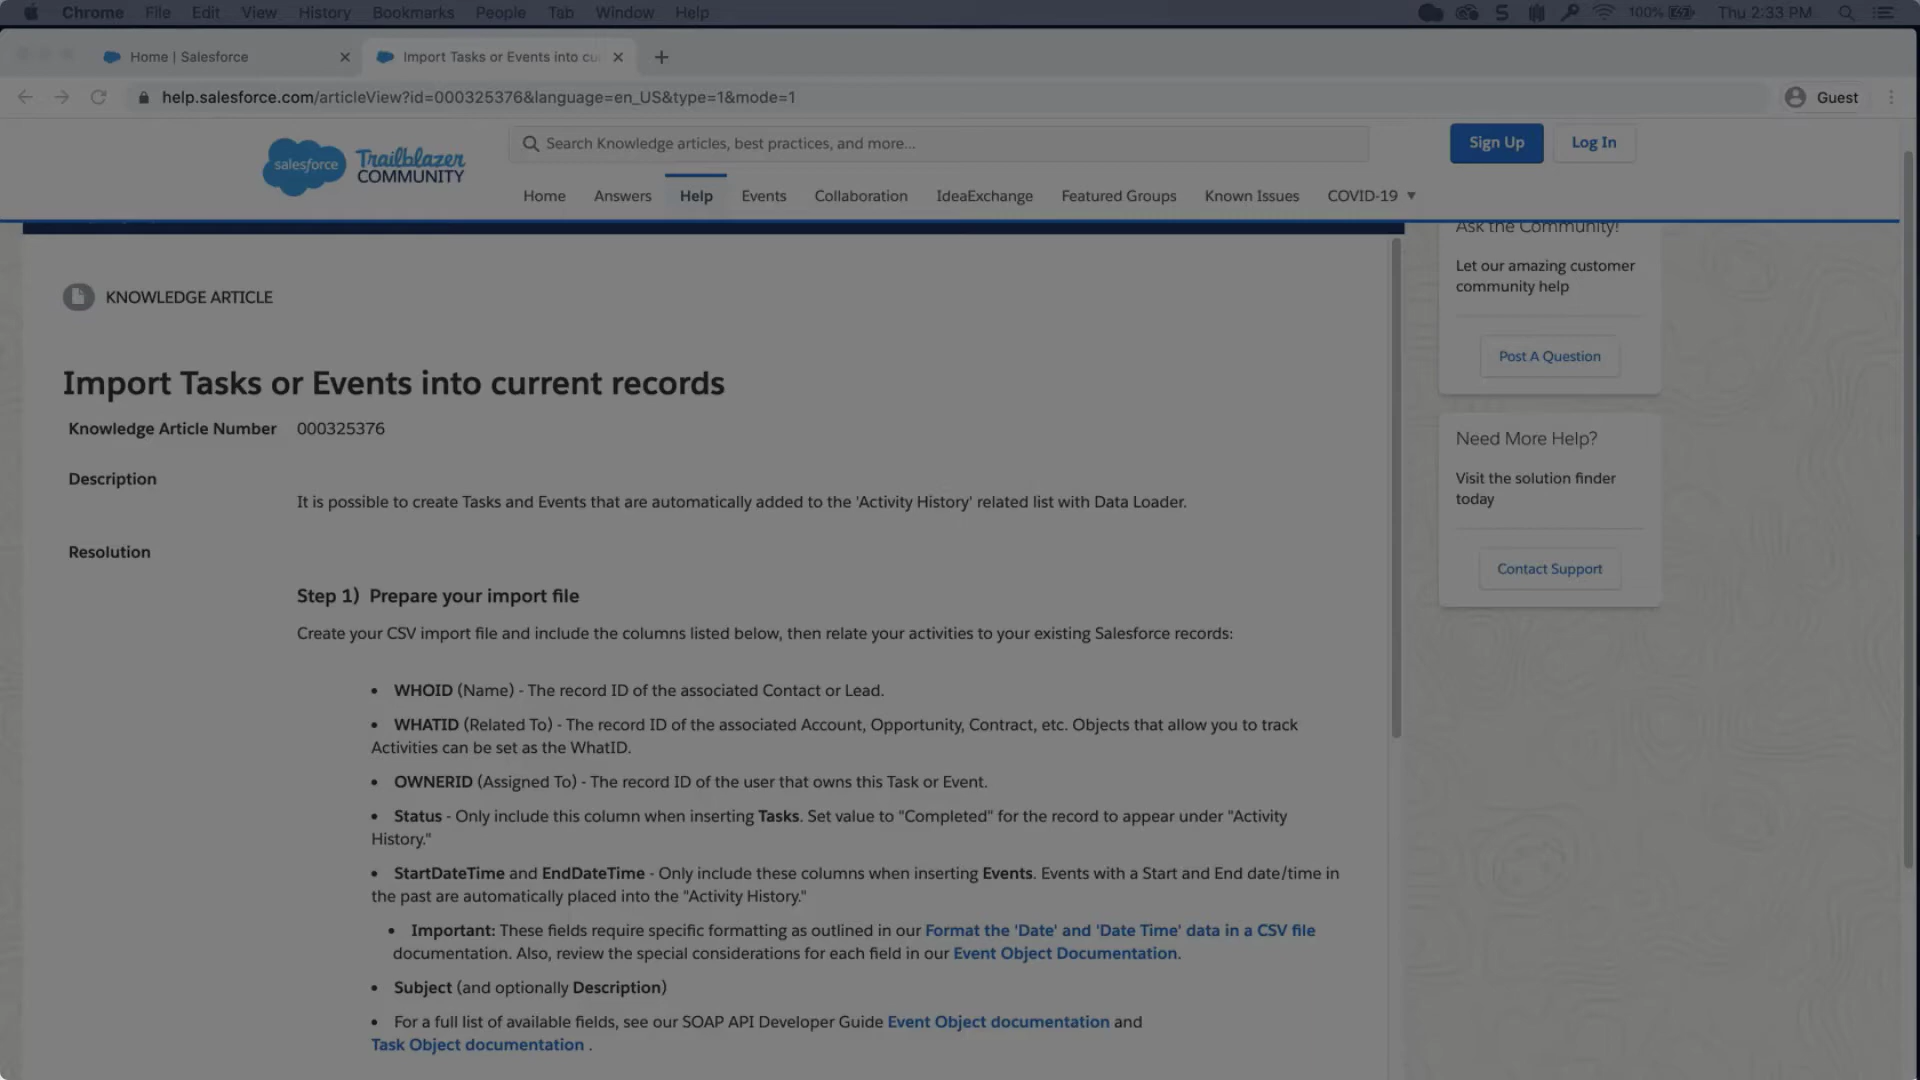 Chrome File Edit View History Bookmarks People Tab Window Help 100% Thu 2:33 PM
Home | Salesforce Import Tasks or Events into cu
help.salesforce.com/articleView?id=000325376&language=en_US&type=1&mode=1 Guest
salesforce Trailblazer COMMUNITY
Search Knowledge articles, best practices, and more...
Sign Up Log In
Home Answers Help Events Collaboration IdeaExchange Featured Groups Known Issues COVID-19
Ask the Community!
Let our amazing customer
community help
Post A Question
Need More Help?
Visit the solution finder
today
Contact Support
KNOWLEDGE ARTICLE
Import Tasks or Events into current records
Knowledge Article Number 000325376
Description
It is possible to create Tasks and Events that are automatically added to the 'Activity History' related list with Data Loader.
Resolution
Step 1) Prepare your import file
Create your CSV import file and include the columns listed below, then relate your activities to your existing Salesforce records:
• WHOID (Name) - The record ID of the associated Contact or Lead.
• WHATID (Related To) - The record ID of the associated Account, Opportunity, Contract, etc. Objects that allow you to track
Activities can be set as the WhatID.
• OWNERID (Assigned To) - The record ID of the user that owns this Task or Event.
• Status - Only include this column when inserting Tasks. Set value to "Completed" for the record to appear under "Activity
History."
• StartDateTime and EndDateTime - Only include these columns when inserting Events. Events with a Start and End date/time in
the past are automatically placed into the "Activity History."
• Important: These fields require specific formatting as outlined in our Format the 'Date' and 'Date Time' data in a CSV file
documentation. Also, review the special considerations for each field in our Event Object Documentation.
• Subject (and optionally Description)
• For a full list of available fields, see our SOAP API Developer Guide Event Object documentation and
Task Object documentation .